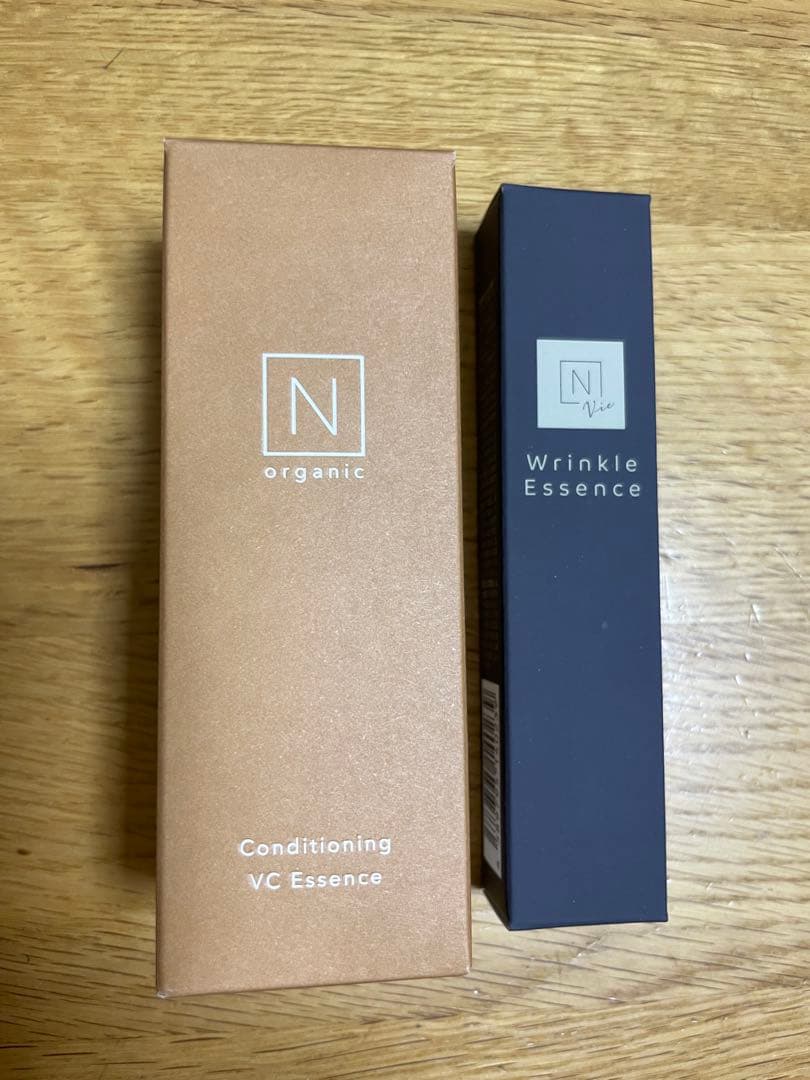 N
organic
Conditioning
VC Essence
N
Vie
Wrinkle
Essence